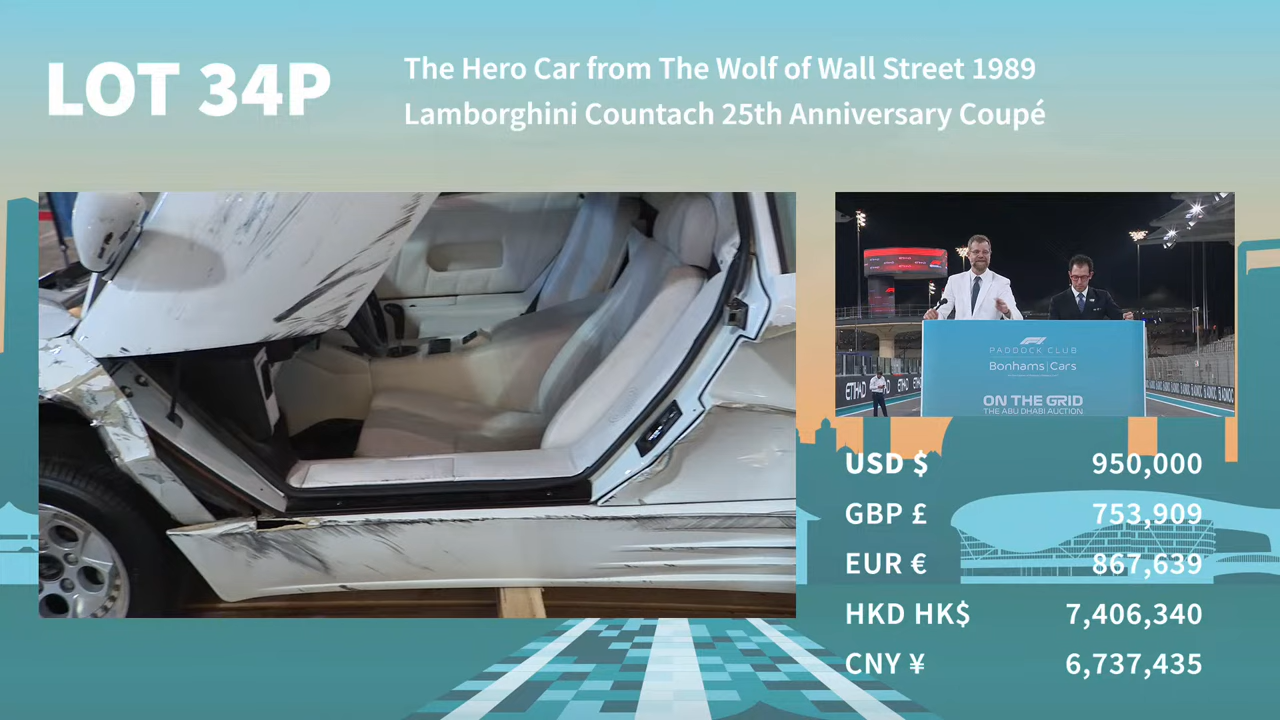 LOT 34P
The Hero Car from The Wolf of Wall Street 1989
Lamborghini Countach 25th Anniversary Coupé
PADDOCK CLUB
Bonhams|Cars
ON THE GRID
THE ABU DHABI AUCTION
ETIHAD
USD $ 950,000
GBP £ 753,909
EUR € 867,639
HKD HK$ 7,406,340
CNY ¥ 6,737,435